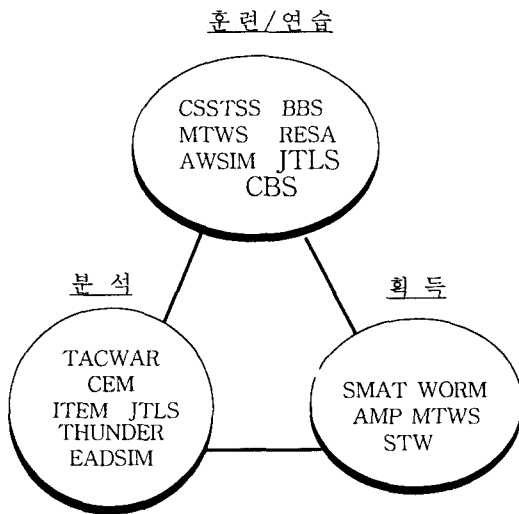 훈련/연습
CSSTSS BBS
MTWS RESA
AWSIM JTLS
CBS
분석
TACWAR
CEM
ITEM JTLS
THUNDER
EADSIM
획득
SMAT WORM
AMP MTWS
STW